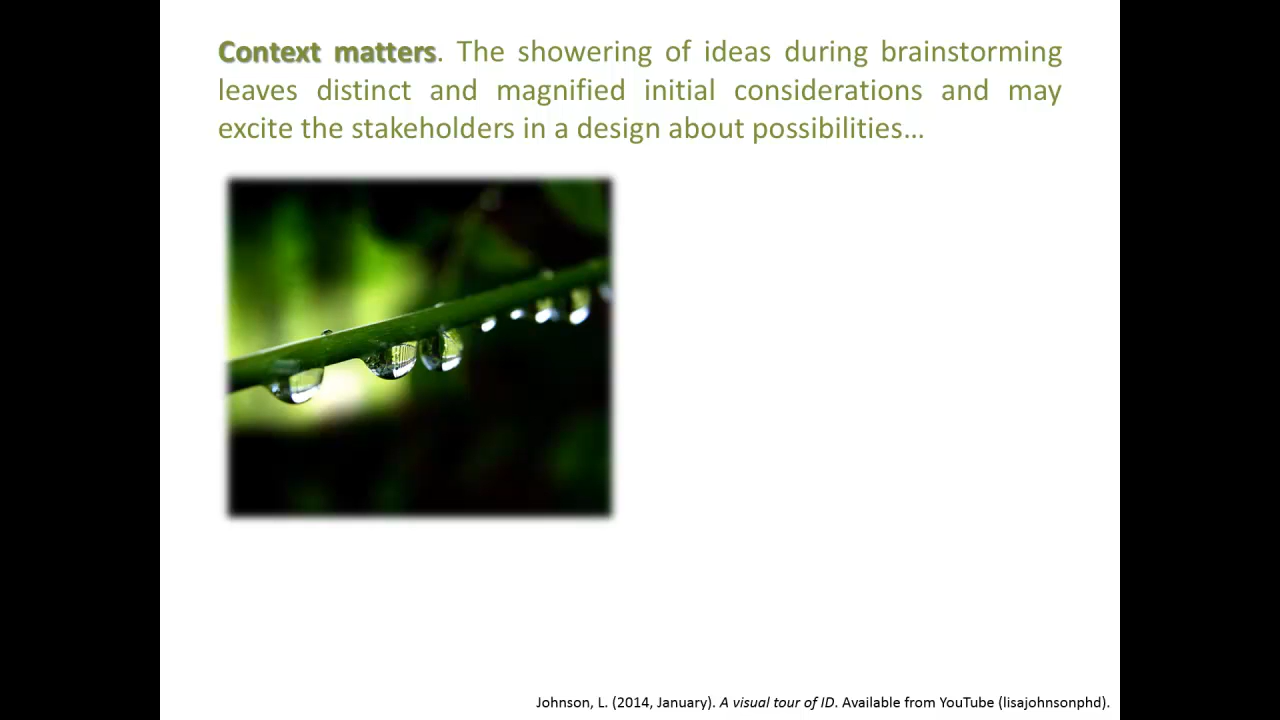 Context matters. The showering of ideas during brainstorming
leaves distinct and magnified initial considerations and may
excite the stakeholders in a design about possibilities…
Johnson, L. (2014, January). A visual tour of ID. Available from YouTube (lisajohnsonphd).